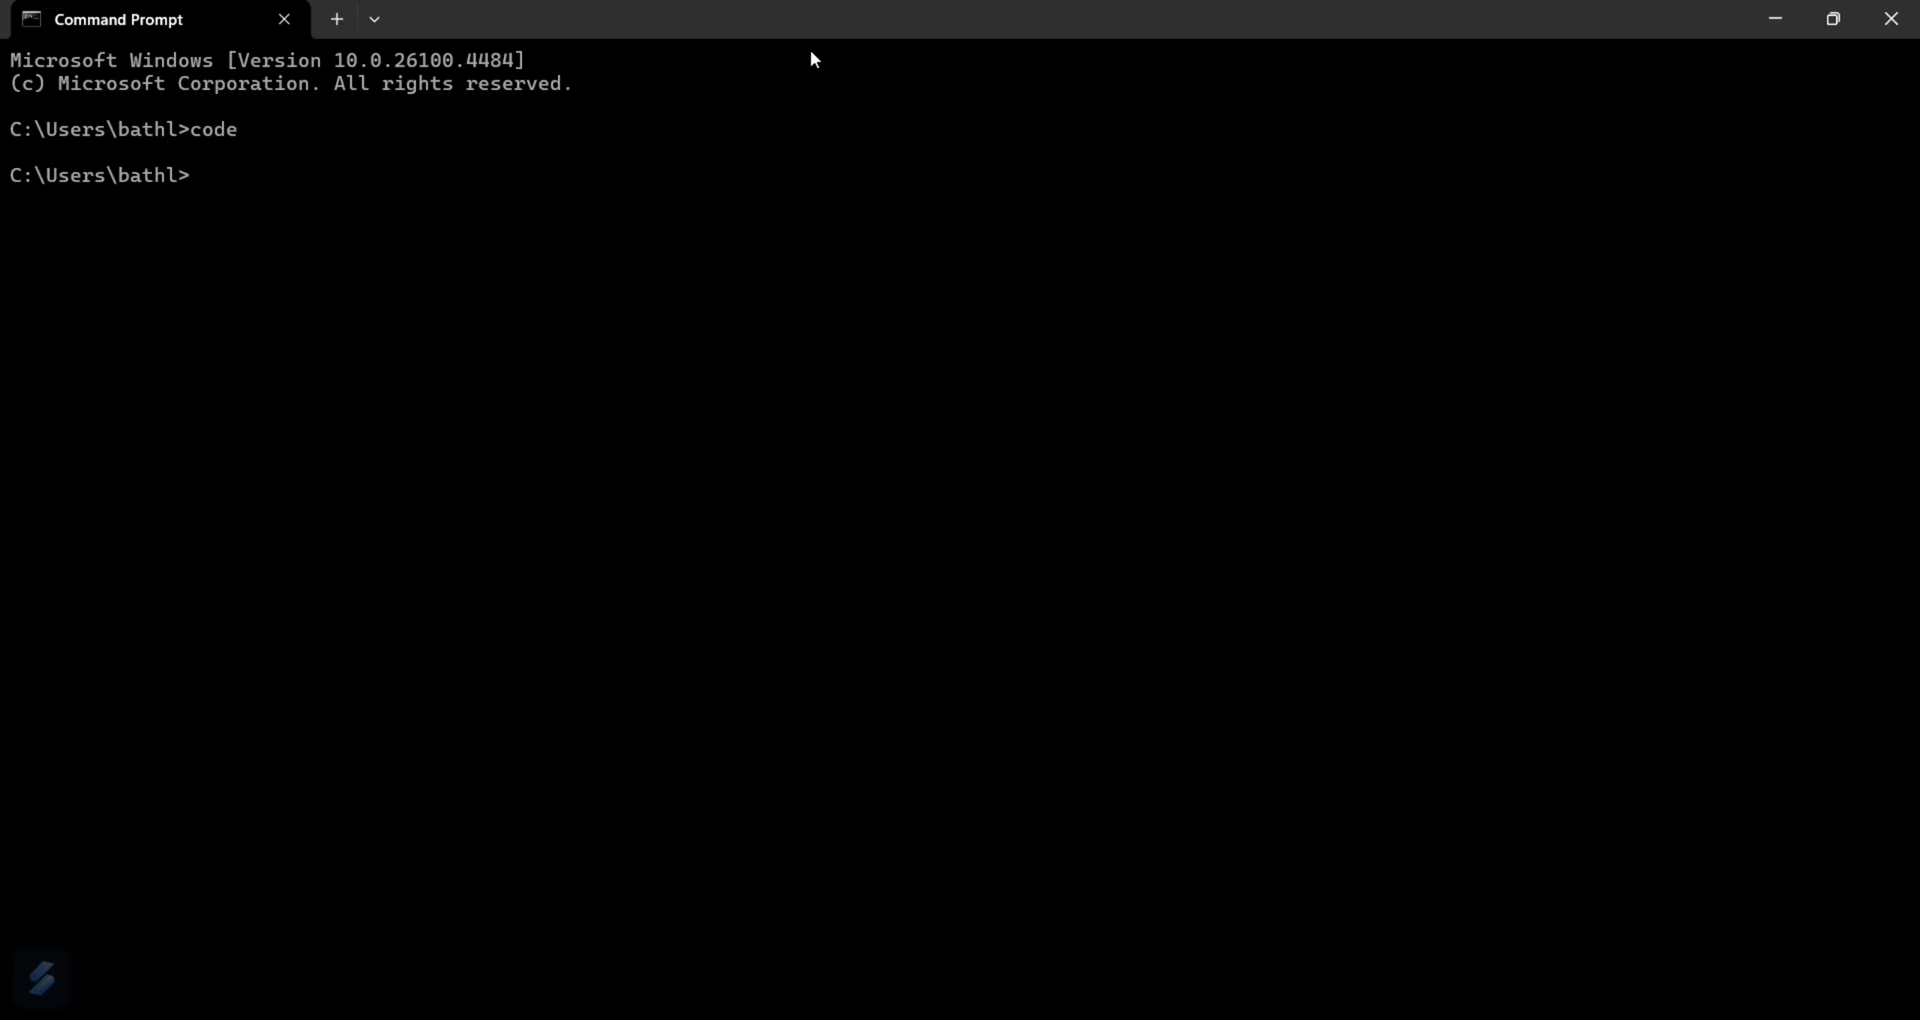 Command Prompt
Microsoft Windows [Version 10.0.26100.4484]
(c) Microsoft Corporation. All rights reserved.
C:\Users\bathl>code
C:\Users\bathl>